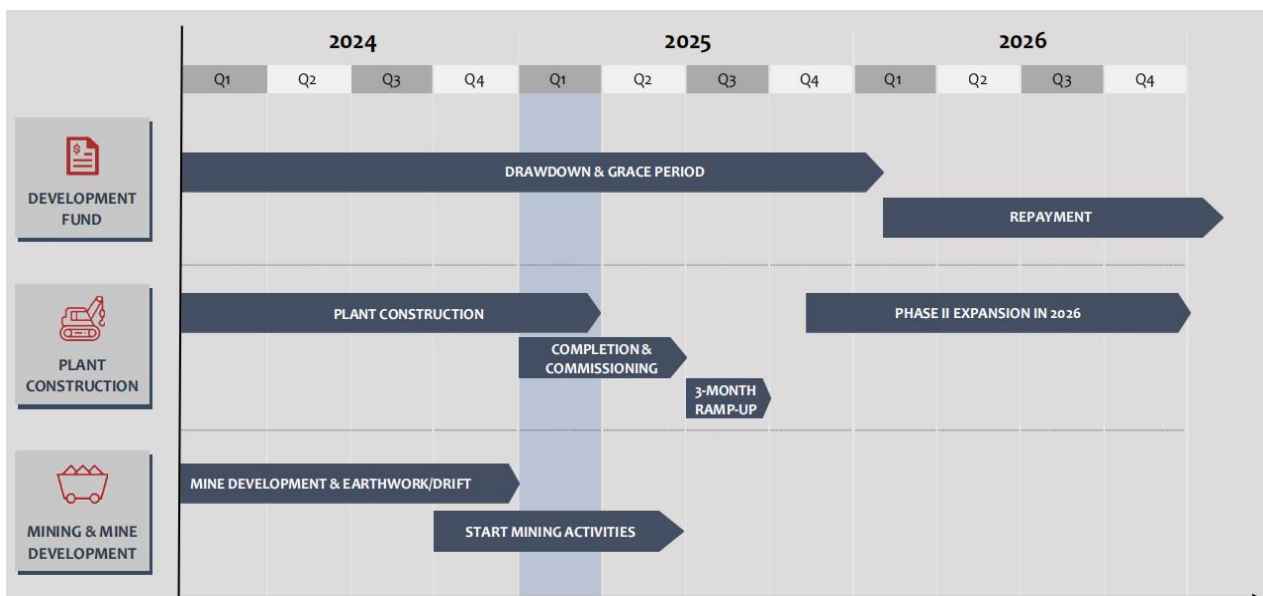 2024 2025 2026
Q1 Q2 Q3 Q4 Q1 Q2 Q3 Q4 Q1 Q2 Q3 Q4
$
DEVELOPMENT
FUND
DRAWDOWN & GRACE PERIOD
REPAYMENT
PLANT
CONSTRUCTION
PLANT CONSTRUCTION
PHASE II EXPANSION IN 2026
COMPLETION &
COMMISSIONING
3-MONTH
RAMP-UP
MINING & MINE
DEVELOPMENT
MINE DEVELOPMENT & EARTHWORK/DRIFT
START MINING ACTIVITIES